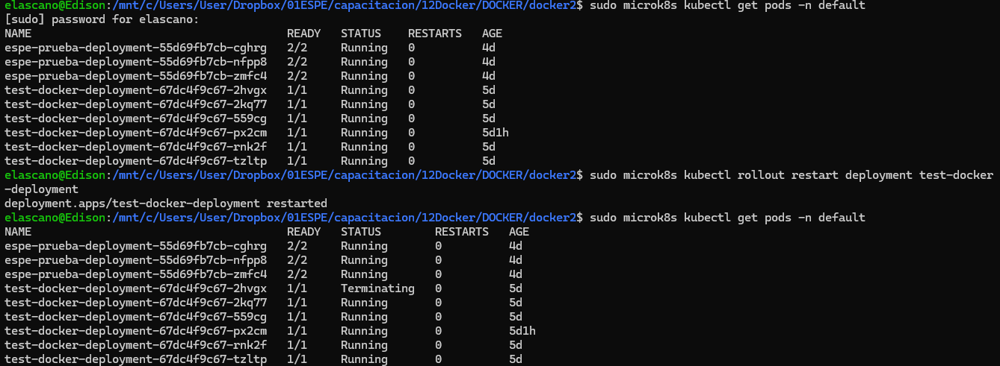 elascano@Edison:/mnt/c/Users/User/Dropbox/01ESPE/capacitacion/12Docker/DOCKER/docker2$ sudo microk8s kubectl get pods -n default
[sudo] password for elascano:
NAME READY STATUS RESTARTS AGE
espe-prueba-deployment-55d69fb7cb-cghrg 2/2 Running 0 4d
espe-prueba-deployment-55d69fb7cb-nfpp8 2/2 Running 0 4d
espe-prueba-deployment-55d69fb7cb-zmfc4 2/2 Running 0 4d
test-docker-deployment-67dc4f9c67-2hvgx 1/1 Running 0 5d
test-docker-deployment-67dc4f9c67-2kq77 1/1 Running 0 5d
test-docker-deployment-67dc4f9c67-559cg 1/1 Running 0 5d
test-docker-deployment-67dc4f9c67-px2cm 1/1 Running 0 5d1h
test-docker-deployment-67dc4f9c67-rnk2f 1/1 Running 0 5d
test-docker-deployment-67dc4f9c67-tzltp 1/1 Running 0 5d
elascano@Edison:/mnt/c/Users/User/Dropbox/01ESPE/capacitacion/12Docker/DOCKER/docker2$ sudo microk8s kubectl rollout restart deployment test-docker
-deployment
deployment.apps/test-docker-deployment restarted
elascano@Edison:/mnt/c/Users/User/Dropbox/01ESPE/capacitacion/12Docker/DOCKER/docker2$ sudo microk8s kubectl get pods -n default
NAME READY STATUS RESTARTS AGE
espe-prueba-deployment-55d69fb7cb-cghrg 2/2 Running 0 4d
espe-prueba-deployment-55d69fb7cb-nfpp8 2/2 Running 0 4d
espe-prueba-deployment-55d69fb7cb-zmfc4 2/2 Running 0 4d
test-docker-deployment-67dc4f9c67-2hvgx 1/1 Terminating 0 5d
test-docker-deployment-67dc4f9c67-2kq77 1/1 Running 0 5d
test-docker-deployment-67dc4f9c67-559cg 1/1 Running 0 5d
test-docker-deployment-67dc4f9c67-px2cm 1/1 Running 0 5d1h
test-docker-deployment-67dc4f9c67-rnk2f 1/1 Running 0 5d
test-docker-deployment-67dc4f9c67-tzltp 1/1 Running 0 5d